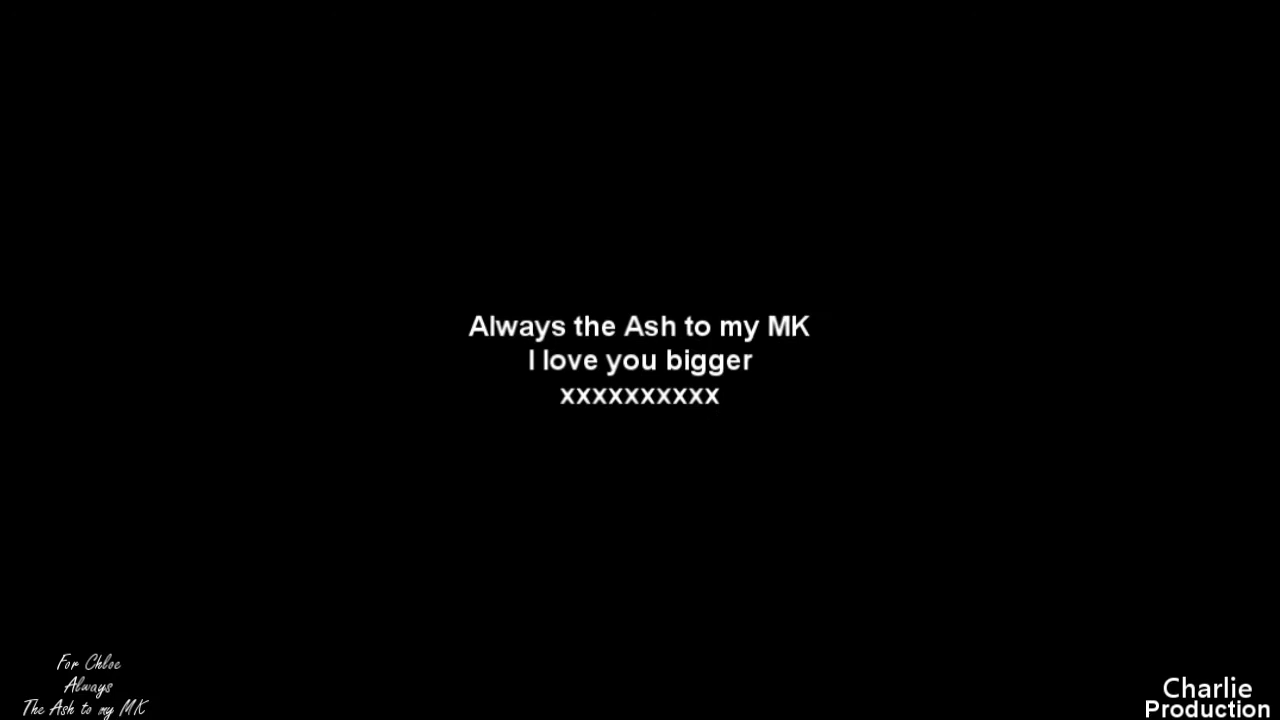 Always the Ash to my MK
I love you bigger
xxxxxxxxxx
For Chloe
Always
The Ash to my MK
Charlie
Production